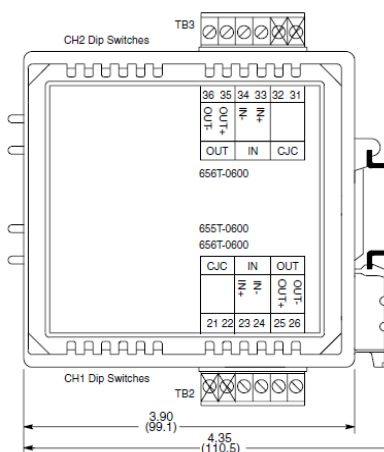 TB3
CH2 Dip Switches
36 35 34 33 32 31
OUT- OUT+ IN- IN+
OUT IN CJC
656T-0600
655T-0600
656T-0600
CJC IN OUT
IN+ IN- OUT+ OUT-
21 22 23 24 25 26
CH1 Dip Switches
TB2
3.90
(99.1)
4.35
(110.5)